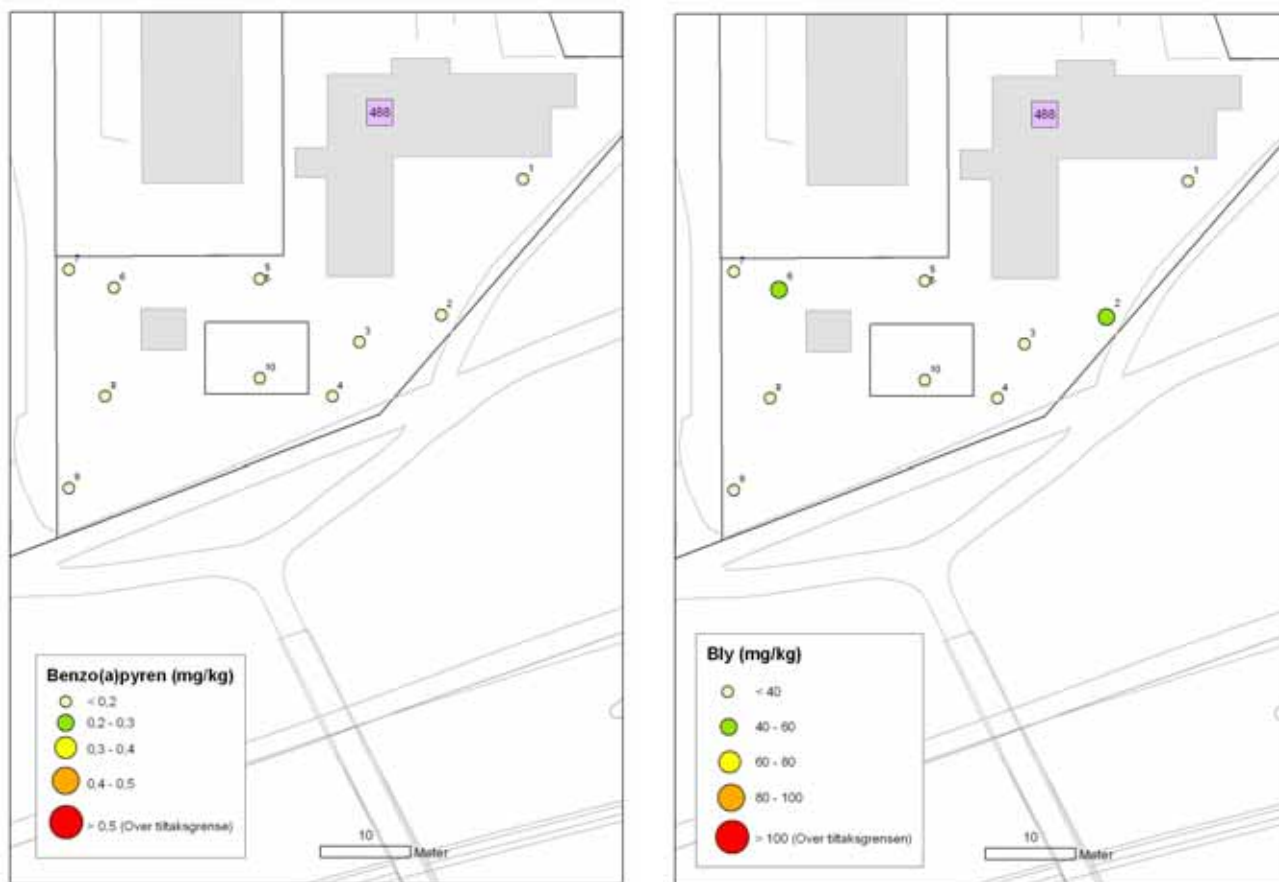 488
1
7
6
5
2
3
10
4
8
9
Benzo(a)pyren (mg/kg)
< 0,2
0,2 - 0,3
0,3 - 0,4
0,4 - 0,5
> 0,5 (Over tiltaksgrense)
10
Meter
488
1
7
6
5
2
3
10
4
8
9
Bly (mg/kg)
< 40
40 - 60
60 - 80
80 - 100
> 100 (Over tiltaksgrensen)
10
Meter